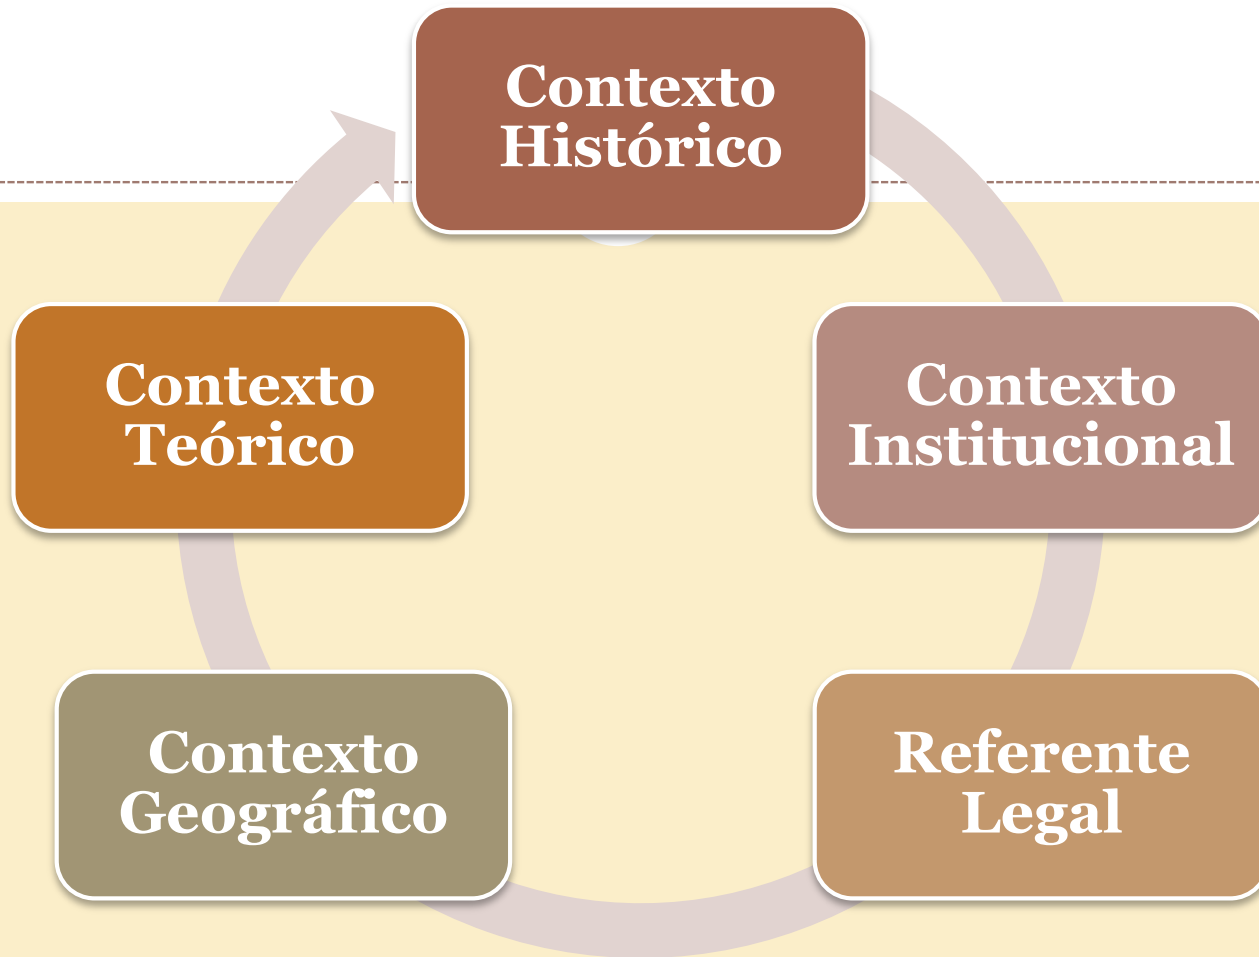 Contexto
Histórico
Contexto
Institucional
Referente
Legal
Contexto
Geográfico
Contexto
Teórico